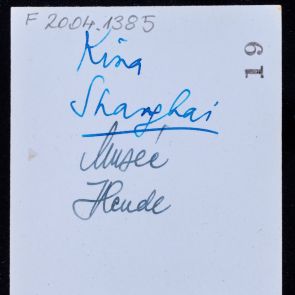 F 2004.1385
19
Kina
Shanghai
Musée
Heude